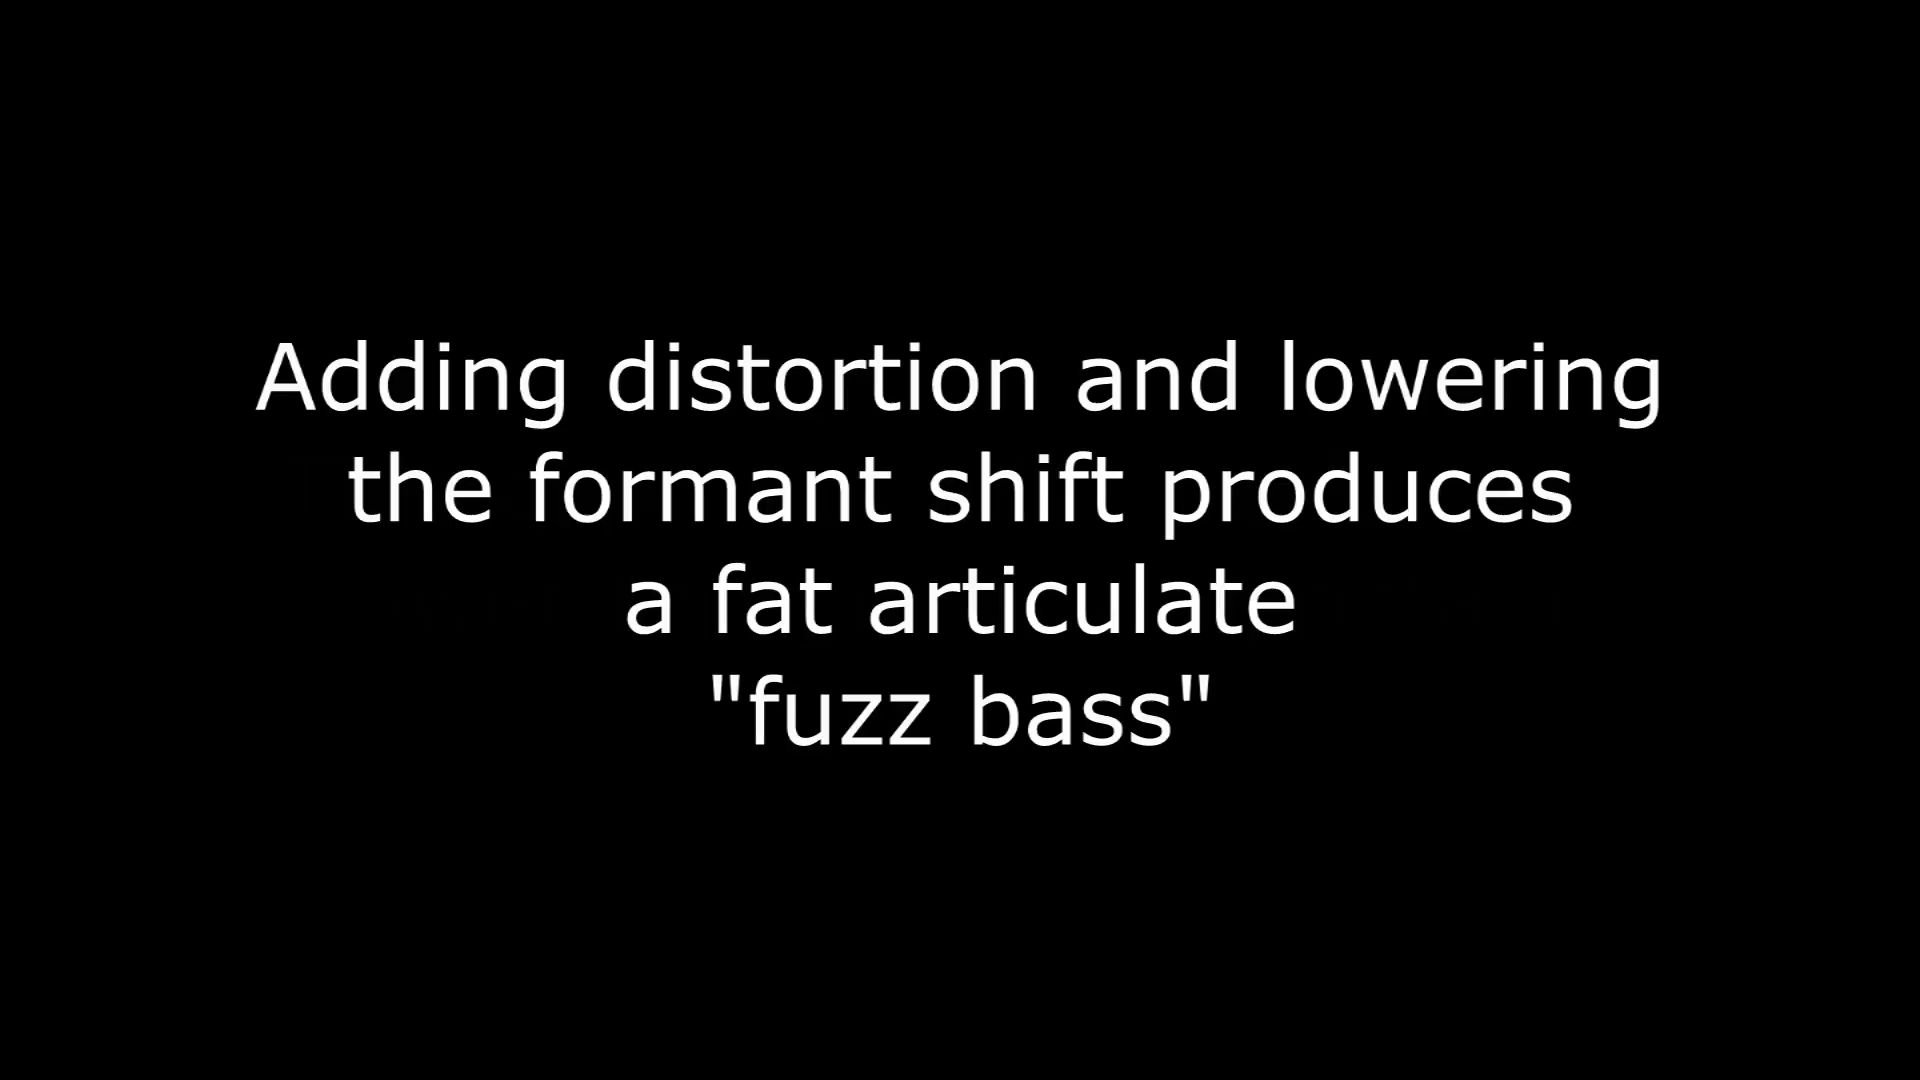 Adding distortion and lowering
the formant shift produces
a fat articulate
"fuzz bass"